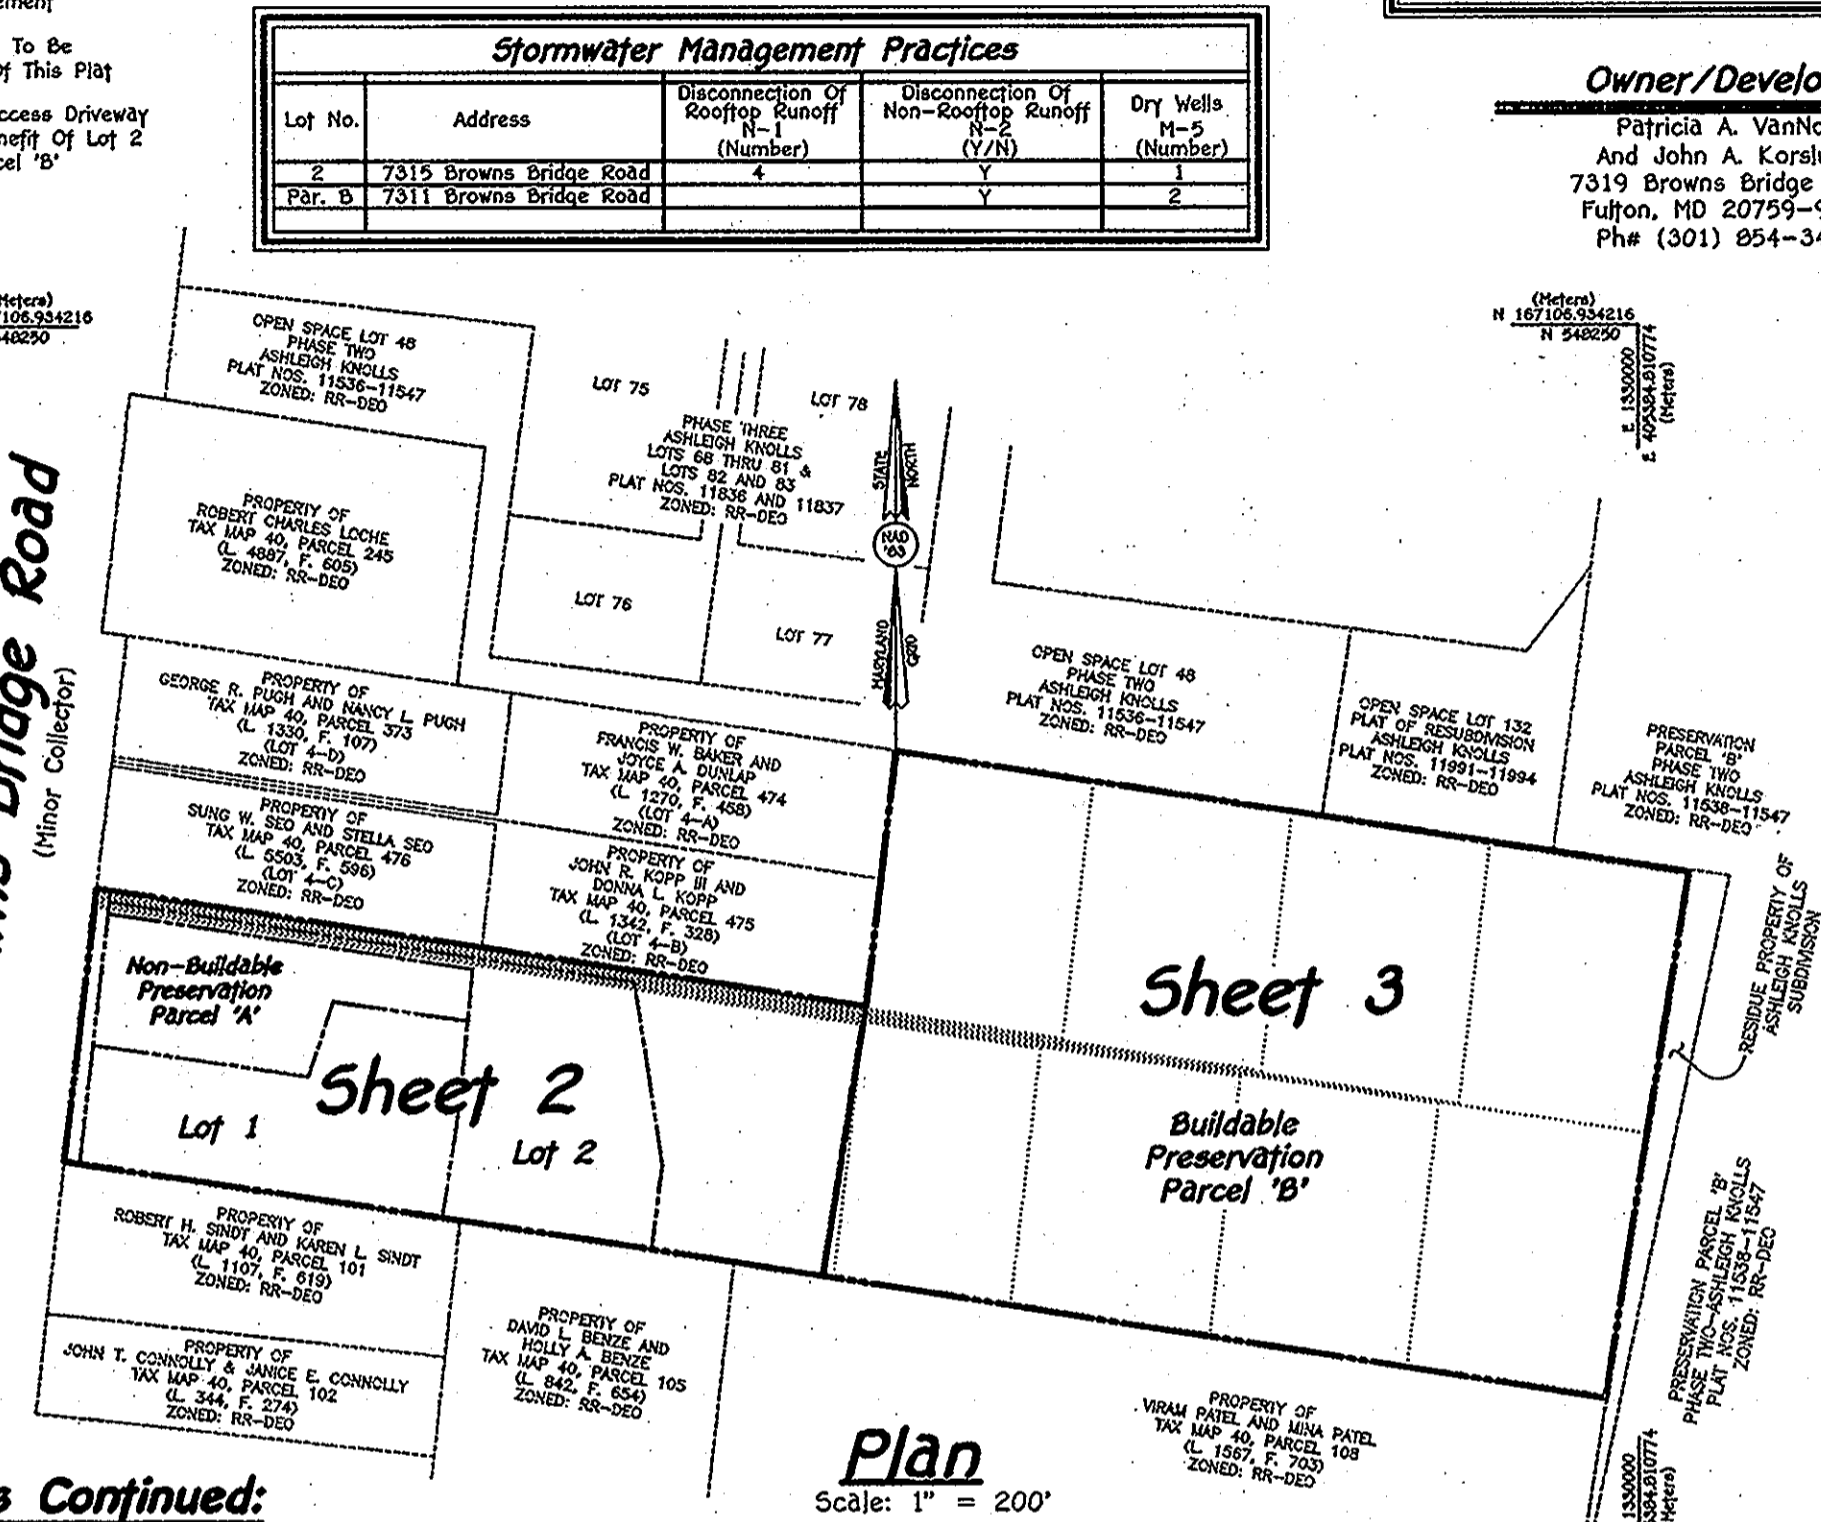 To Be
Of This Plat
Access Driveway
Of Lot 2
'B'
Stormwater Management Practices
Lot No.
Address
Disconnection Of
Rooftop Runoff
N-1
(Number)
Disconnection Of
Non-Rooftop Runoff
N-2
(Y/N)
Dry Wells
M-5
(Number)
2 7315 Browns Bridge Road 4 Y 1
Par. B 7311 Browns Bridge Road Y 2
Owner/Develo
Patricia A. VanNo
And John A. Korslu
7319 Browns Bridge
Fulton, MD 20759-9
Ph# (301) 854-34
(Meters)
N 167106.934216
N 548250
E 1330000
E 405384.810774
(Meters)
Meters)
7106.934216
548250
Bridge Road
(Minor Collector)
OPEN SPACE LOT 48
PHASE TWO
ASHLEIGH KNOLLS
PLAT NOS. 11536-11547
ZONED: RR-DEO
LOT 75
LOT 78
PHASE THREE
ASHLEIGH KNOLLS
LOTS 68 THRU 81 &
LOTS 82 AND 83
PLAT NOS. 11836 AND 11837
ZONED: RR-DEO
STATE
NORTH
NAD
'83
MARYLAND
GRID
PROPERTY OF
ROBERT CHARLES LOCHE
TAX MAP 40, PARCEL 245
(L. 4887, F. 605)
ZONED: RR-DEO
LOT 76
LOT 77
PROPERTY OF
GEORGE R. PUGH AND NANCY L. PUGH
TAX MAP 40, PARCEL 373
(L. 1330, F. 107)
(LOT 4-D)
ZONED: RR-DEO
PROPERTY OF
FRANCIS W. BAKER AND
JOYCE A. DUNLAP
TAX MAP 40, PARCEL 474
(L. 1270, F. 458)
(LOT 4-A)
ZONED: RR-DEO
OPEN SPACE LOT 48
PHASE TWO
ASHLEIGH KNOLLS
PLAT NOS. 11536-11547
ZONED: RR-DEO
OPEN SPACE LOT 132
PLAT OF RESUBDIVISION
ASHLEIGH KNOLLS
PLAT NOS. 11991-11994
ZONED: RR-DEO
PRESERVATION
PARCEL 'B'
PHASE TWO
ASHLEIGH KNOLLS
PLAT NOS. 11538-11547
ZONED: RR-DEO
PROPERTY OF
SUNG W. SEO AND STELLA SEO
TAX MAP 40, PARCEL 476
(L. 5503, F. 596)
(LOT 4-C)
ZONED: RR-DEO
PROPERTY OF
JOHN R. KOPP III AND
DONNA L. KOPP
TAX MAP 40, PARCEL 475
(L. 1342, F. 328)
(LOT 4-B)
ZONED: RR-DEO
RESIDUE PROPERTY OF
ASHLEIGH KNOLLS
SUBDIVISION
Non-Buildable
Preservation
Parcel 'A'
Sheet 3
Sheet 2
Lot 1
Lot 2
Buildable
Preservation
Parcel 'B'
PRESERVATION PARCEL 'B'
PHASE TWO-ASHLEIGH KNOLLS
PLAT NOS. 11538-11547
ZONED: RR-DEO
PROPERTY OF
ROBERT H. SINDT AND KAREN L. SINDT
TAX MAP 40, PARCEL 101
(L. 1107, F. 619)
ZONED: RR-DEO
PROPERTY OF
JOHN T. CONNOLLY & JANICE E. CONNOLLY
TAX MAP 40, PARCEL 102
(L. 344, F. 274)
ZONED: RR-DEO
PROPERTY OF
DAVID L. BENZE AND
HOLLY A. BENZE
TAX MAP 40, PARCEL 105
(L. 842, F. 654)
ZONED: RR-DEO
PROPERTY OF
VIRAM PATEL AND MINA PATEL
TAX MAP 40, PARCEL 108
(L. 1567, F. 703)
ZONED: RR-DEO
1330000
5384.810774
Meters)
Plan
Scale: 1" = 200'
s Continued: